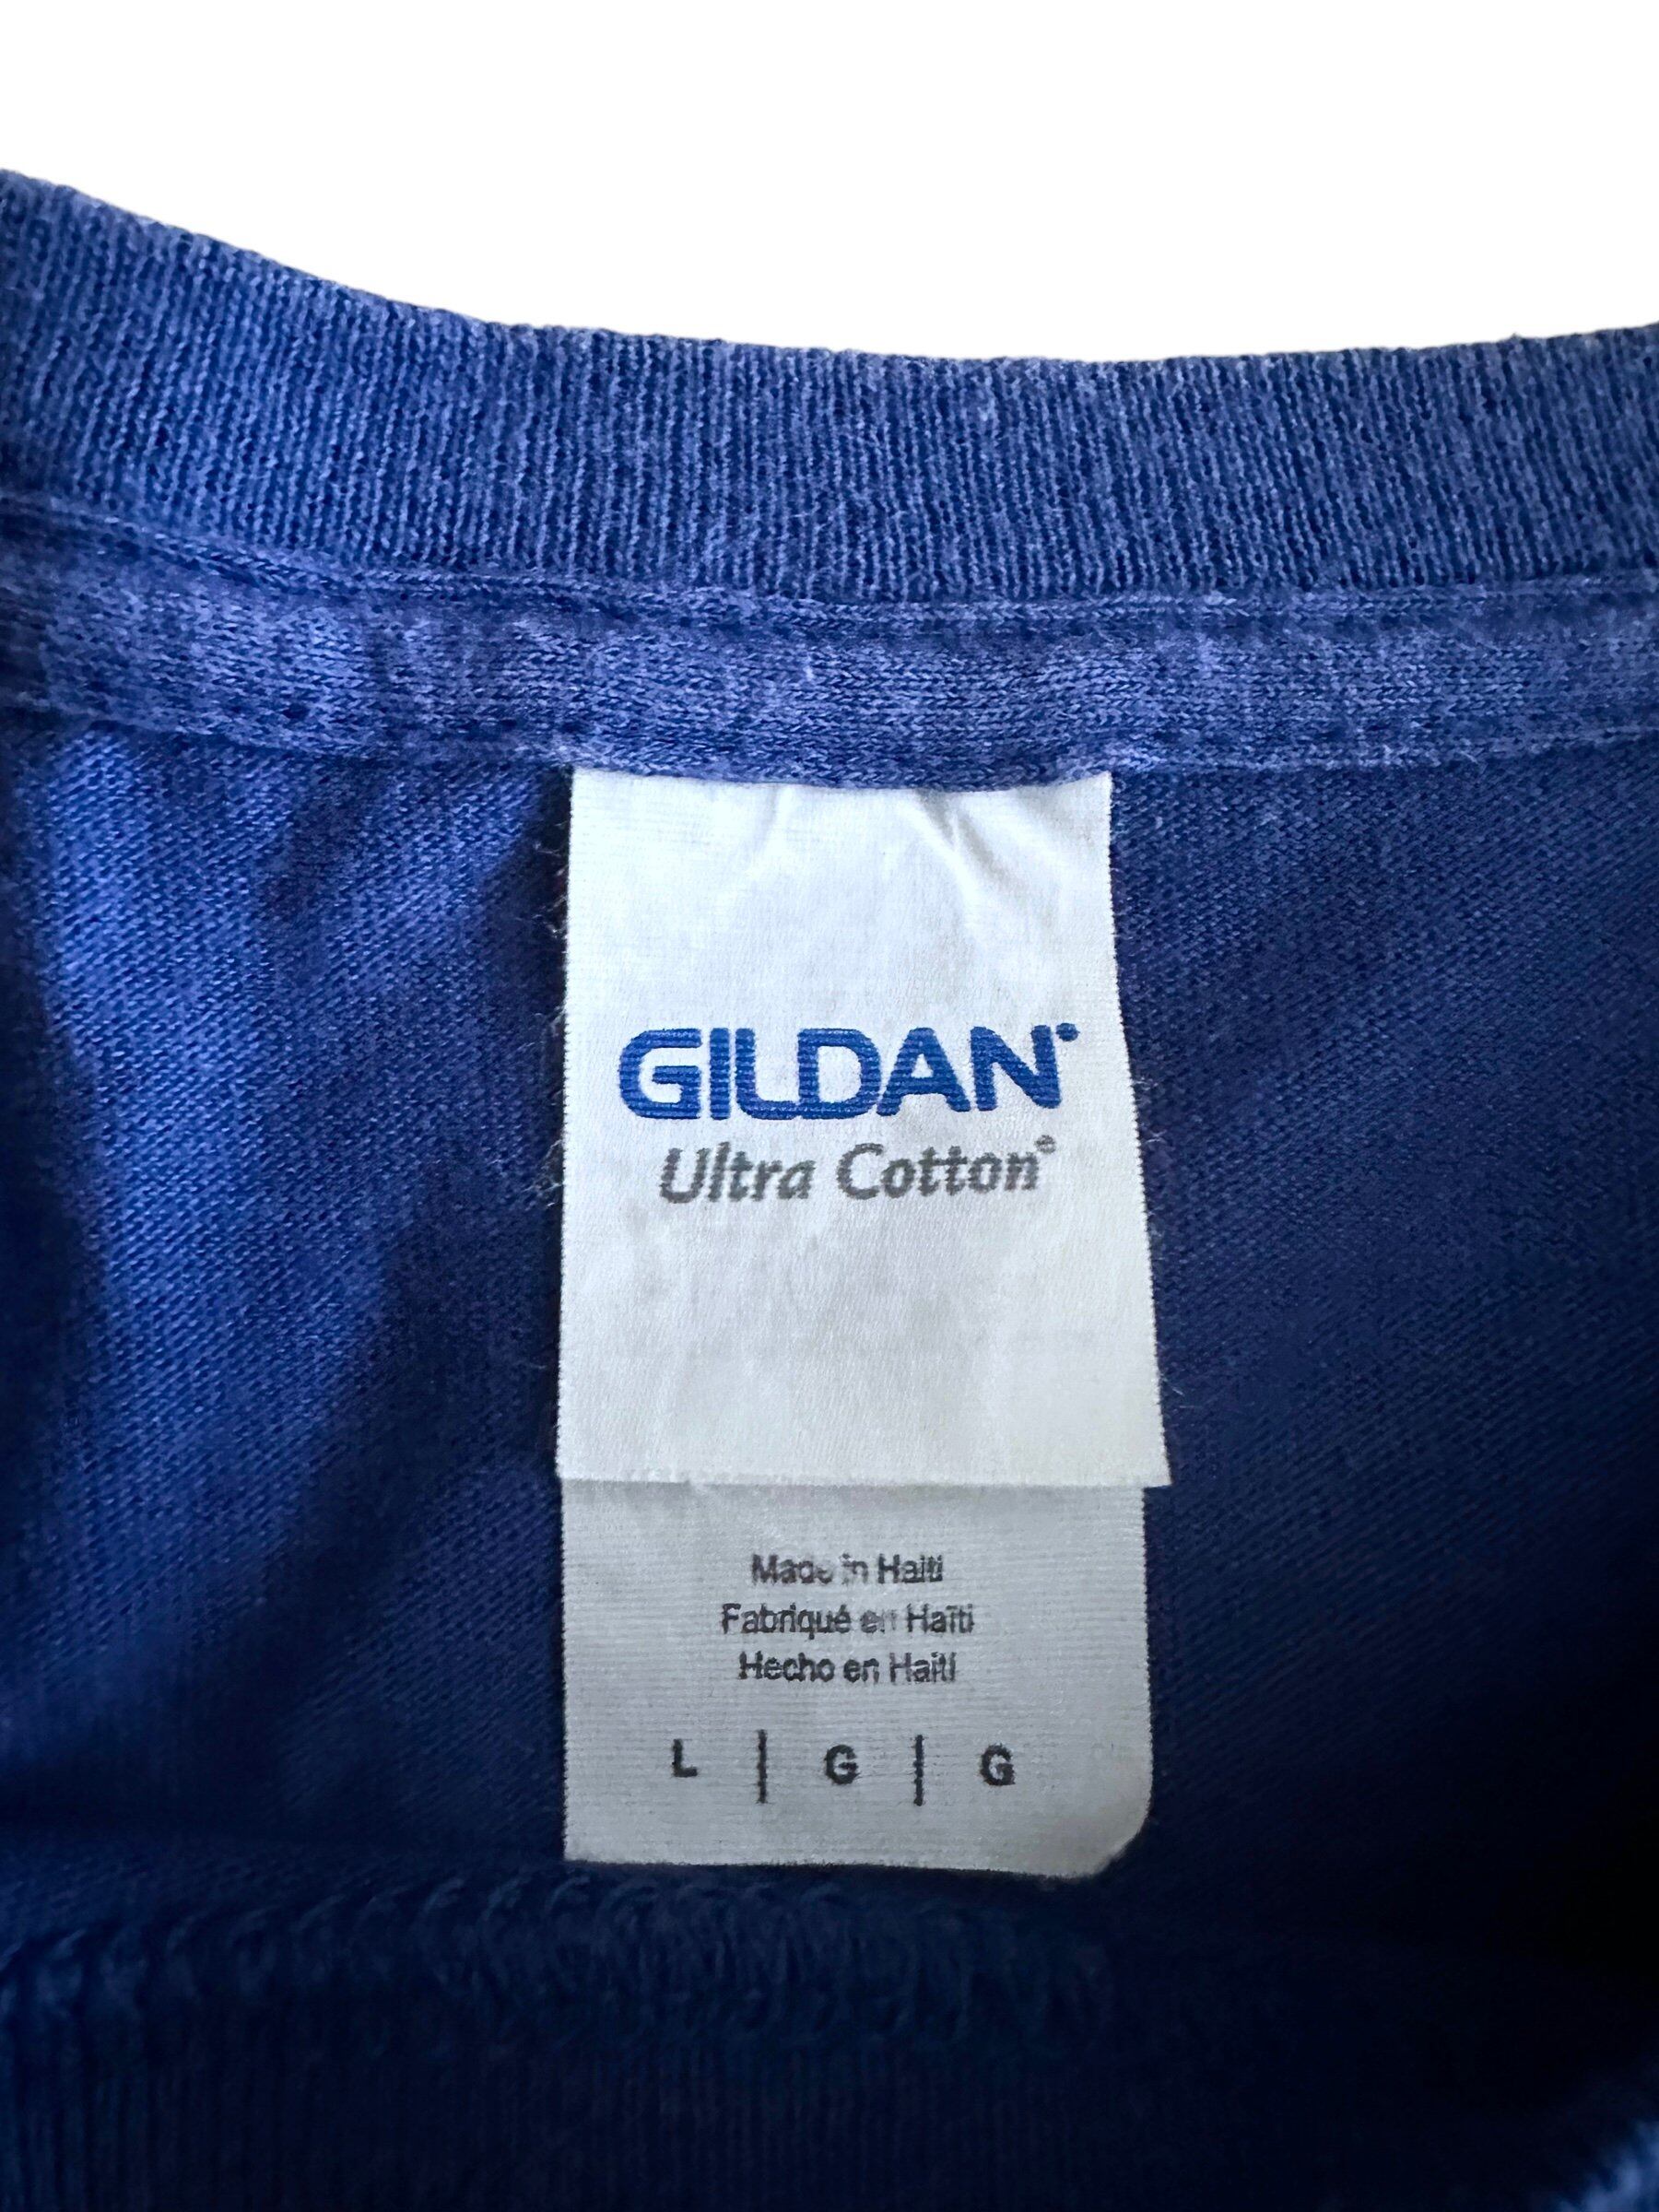 GILDAN®
Ultra Cotton®
Made in Haiti
Fabriqué en Haïti
Hecho en Haití
L | G | G